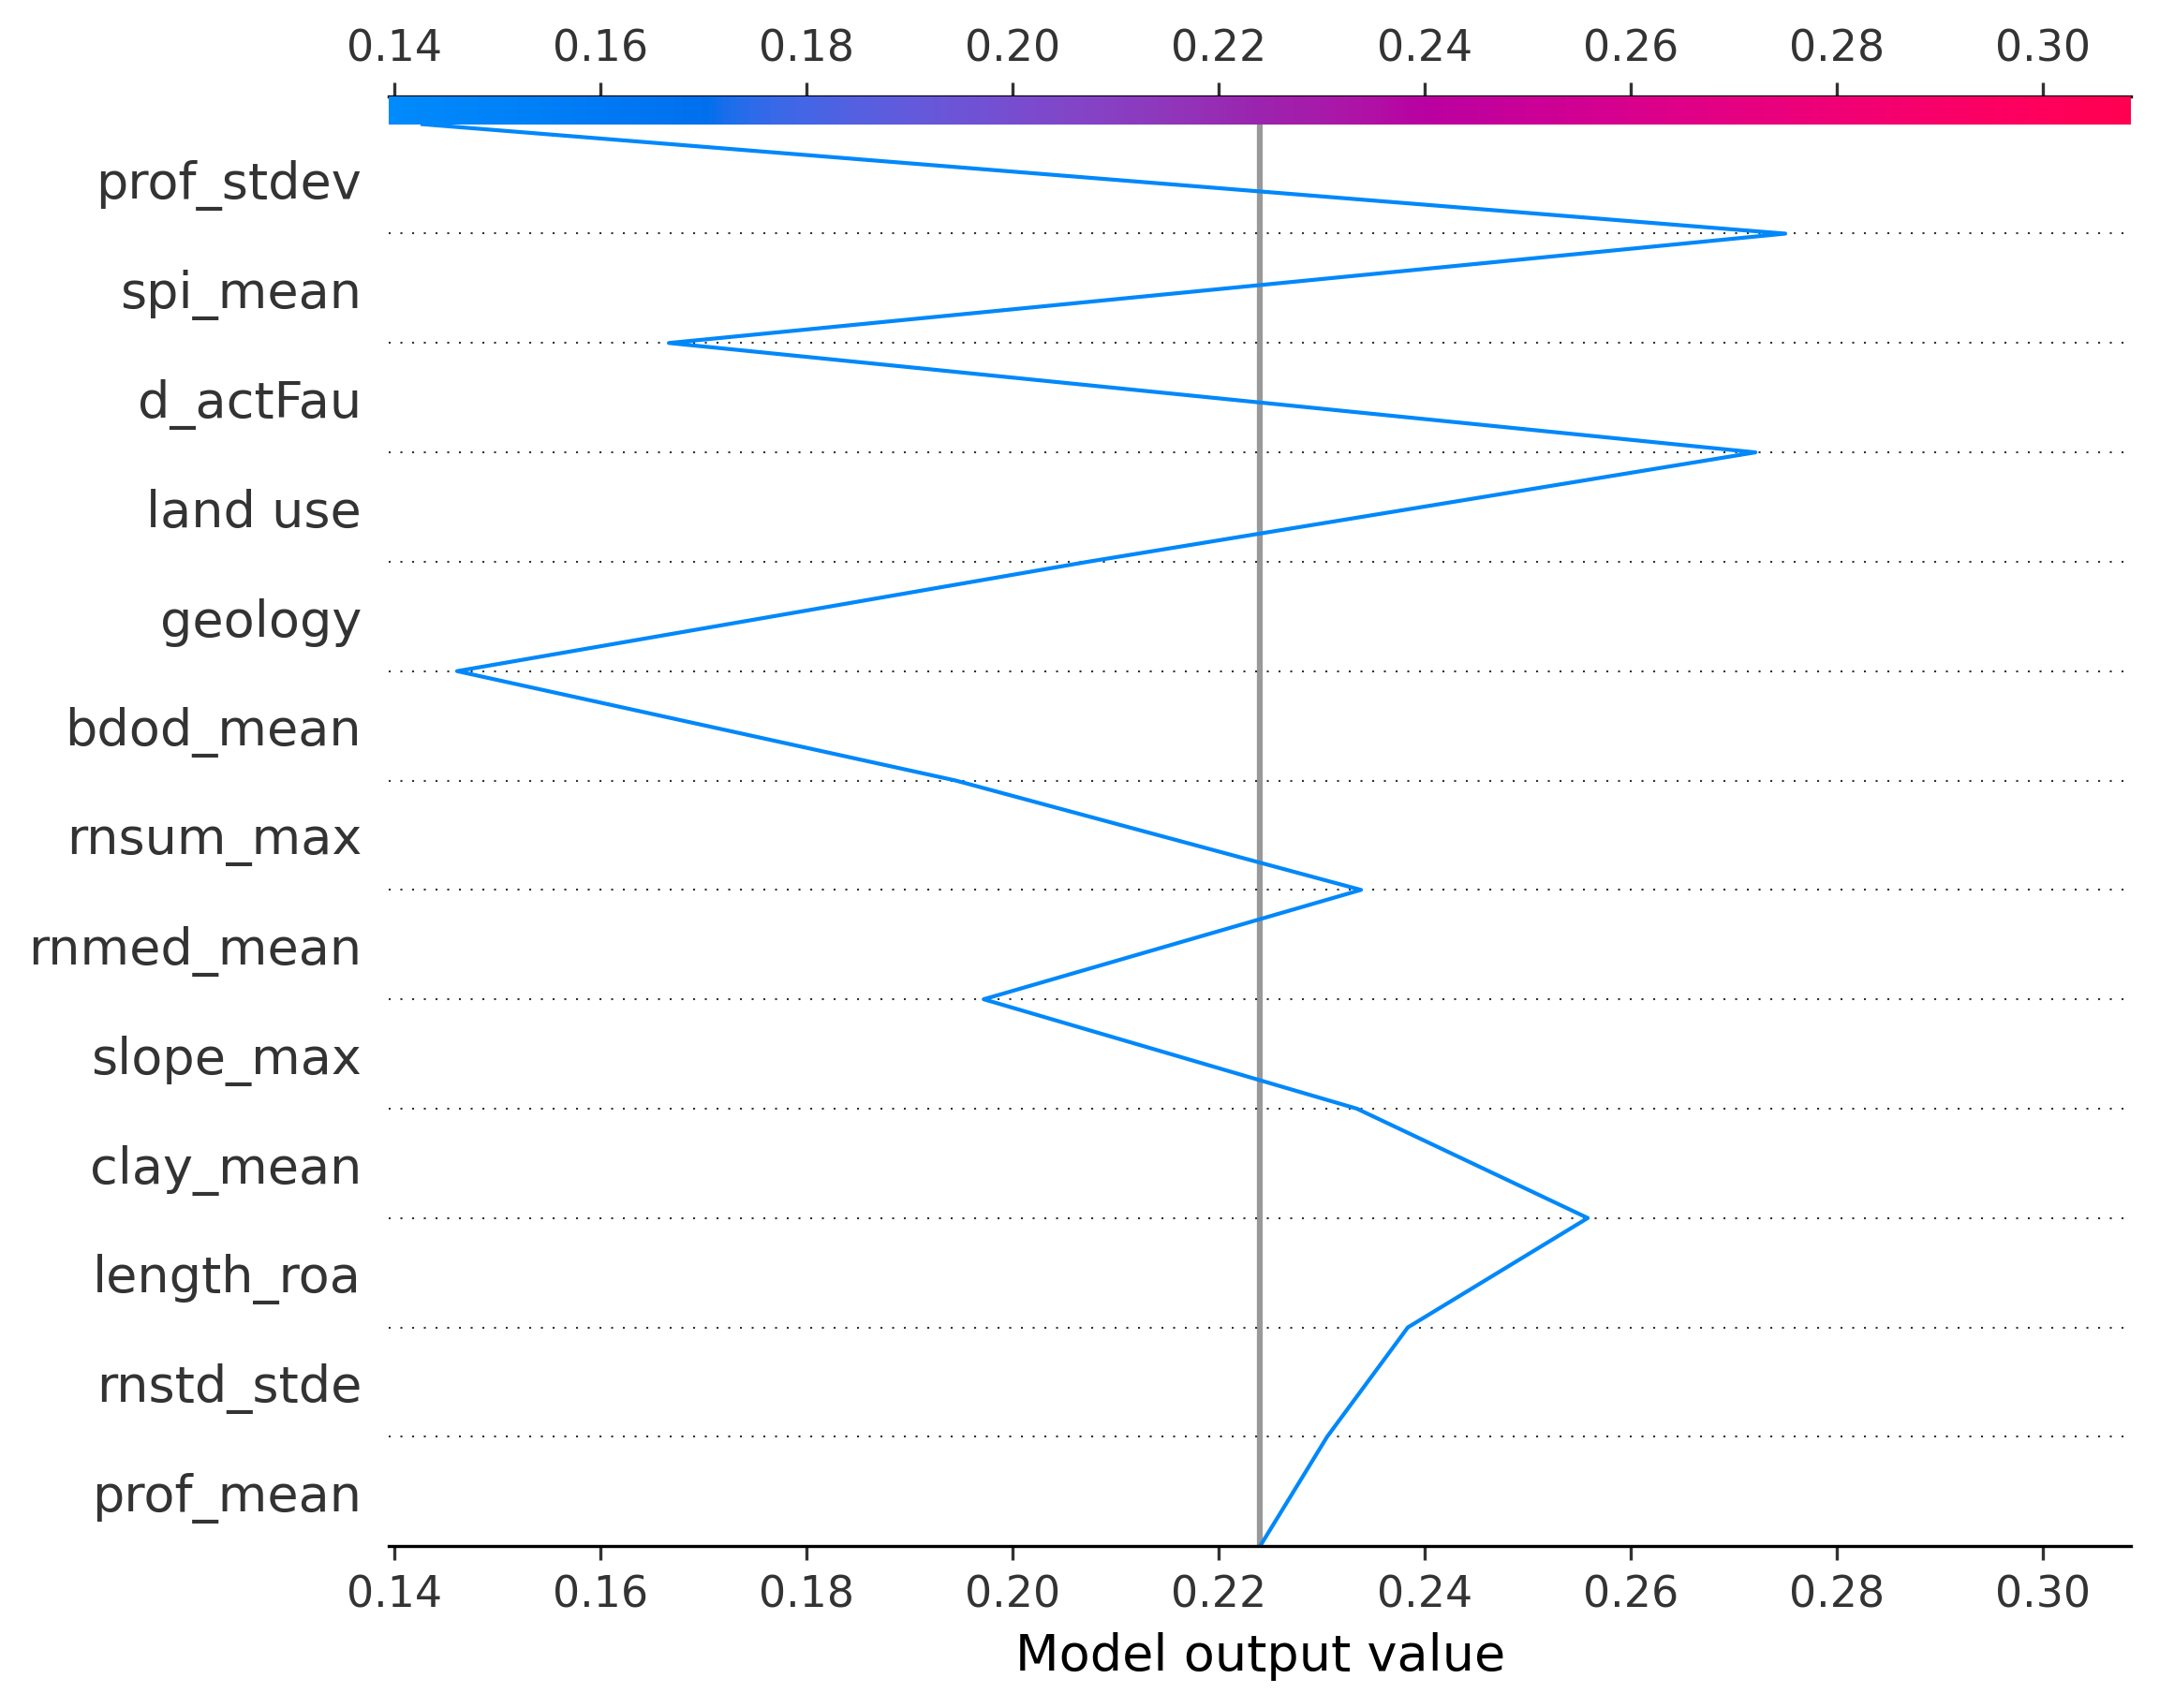 0.14 0.16 0.18 0.20 0.22 0.24 0.26 0.28 0.30
prof_stdev
spi_mean
d_actFau
land use
geology
bdod_mean
rnsum_max
rnmed_mean
slope_max
clay_mean
length_roa
rnstd_stde
prof_mean
0.14 0.16 0.18 0.20 0.22 0.24 0.26 0.28 0.30
Model output value